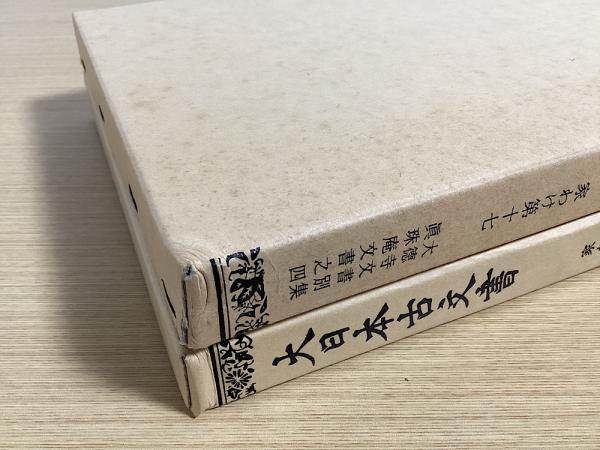 家わけ第十七
大徳寺文書別集
眞珠庵文書之四
大日本古文書